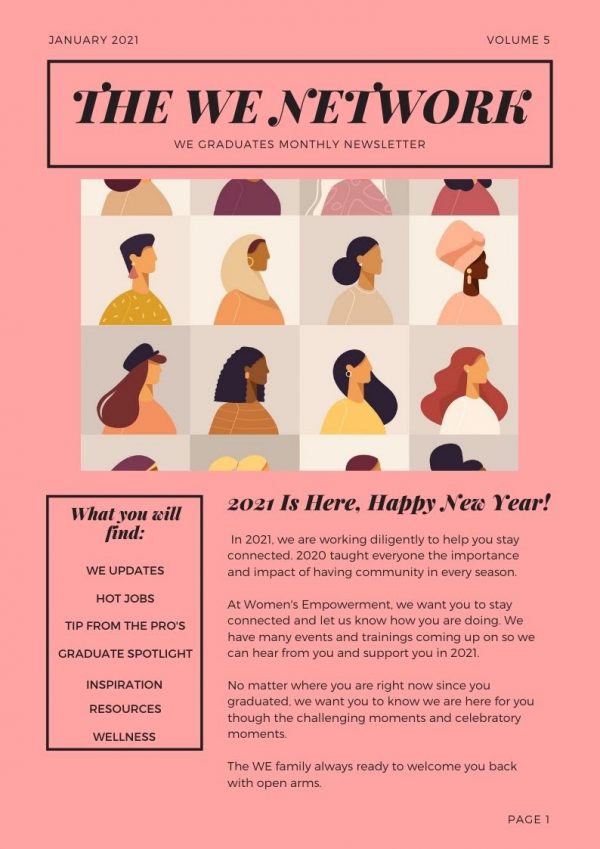 JANUARY 2021
VOLUME 5
THE WE NETWORK
WE GRADUATES MONTHLY NEWSLETTER
What you will
find:
WE UPDATES
HOT JOBS
TIP FROM THE PRO'S
GRADUATE SPOTLIGHT
INSPIRATION
RESOURCES
WELLNESS
2021 Is Here, Happy New Year!
In 2021, we are working diligently to help you stay
connected. 2020 taught everyone the importance
and impact of having community in every season.
At Women's Empowerment, we want you to stay
connected and let us know how you are doing. We
have many events and trainings coming up on so we
can hear from you and support you in 2021.
No matter where you are right now since you
graduated, we want you to know we are here for you
though the challenging moments and celebratory
moments.
The WE family always ready to welcome you back
with open arms.
PAGE 1